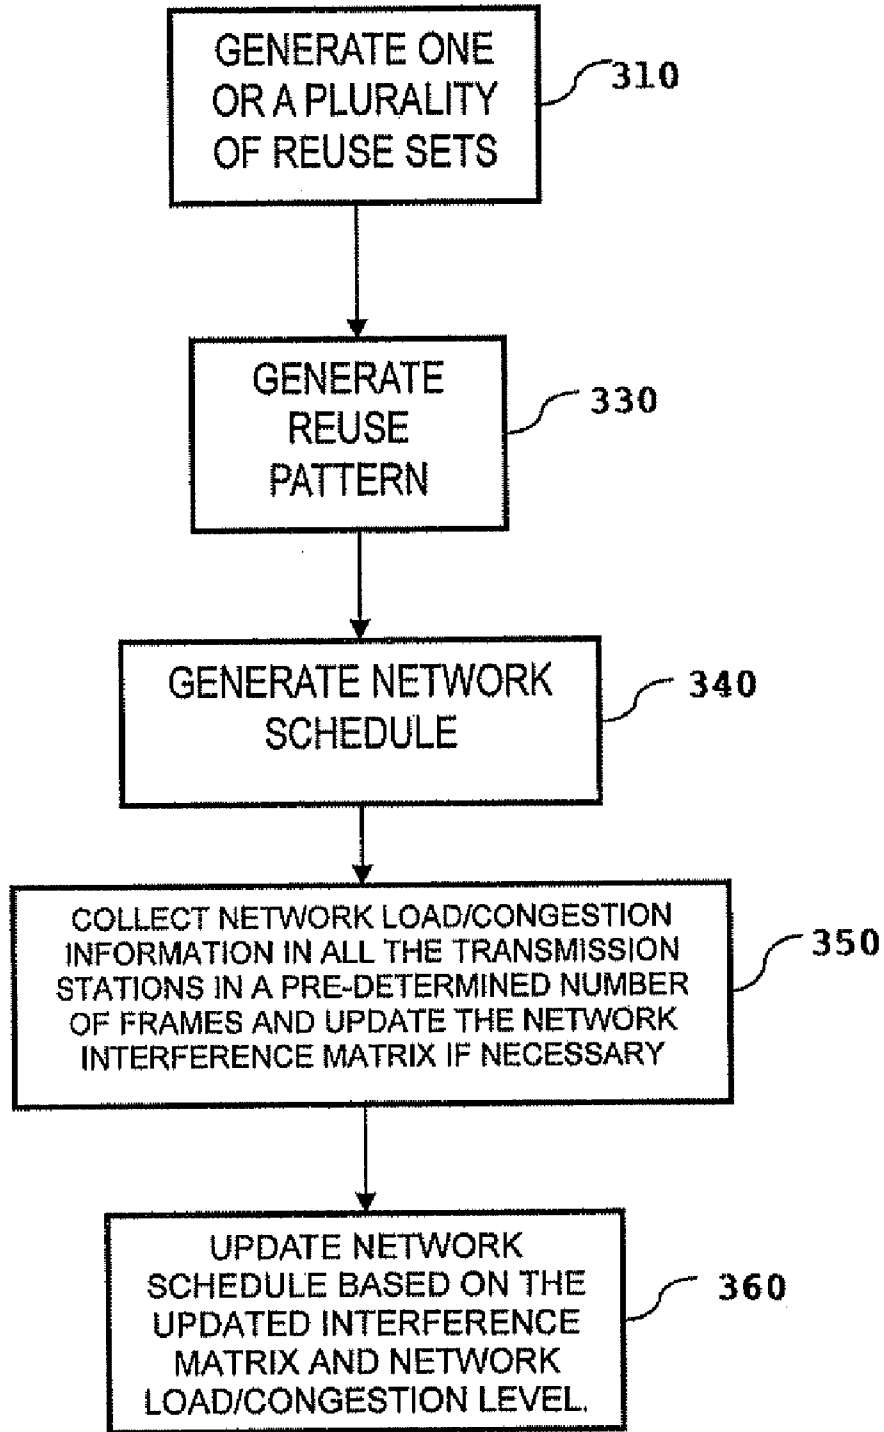 GENERATE ONE
OR A PLURALITY
OF REUSE SETS
310
GENERATE
REUSE
PATTERN
330
GENERATE NETWORK
SCHEDULE
340
COLLECT NETWORK LOAD/CONGESTION
INFORMATION IN ALL THE TRANSMISSION
STATIONS IN A PRE-DETERMINED NUMBER
OF FRAMES AND UPDATE THE NETWORK
INTERFERENCE MATRIX IF NECESSARY
350
UPDATE NETWORK
SCHEDULE BASED ON THE
UPDATED INTERFERENCE
MATRIX AND NETWORK
LOAD/CONGESTION LEVEL.
360